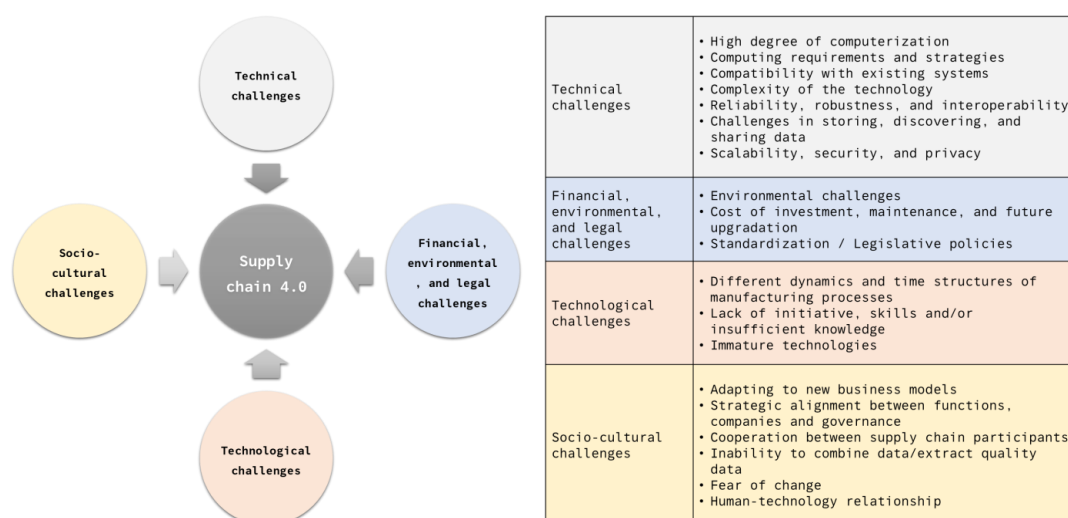 Technical
challenges
Socio-
cultural
challenges
Supply
chain 4.0
Financial,
environmental
, and legal
challenges
Technological
challenges
Technical
challenges
• High degree of computerization
• Computing requirements and strategies
• Compatibility with existing systems
• Complexity of the technology
• Reliability, robustness, and interoperability
• Challenges in storing, discovering, and
sharing data
• Scalability, security, and privacy
Financial,
environmental,
and legal
challenges
• Environmental challenges
• Cost of investment, maintenance, and future
upgradation
• Standardization / Legislative policies
Technological
challenges
• Different dynamics and time structures of
manufacturing processes
• Lack of initiative, skills and/or
insufficient knowledge
• Immature technologies
Socio-cultural
challenges
• Adapting to new business models
• Strategic alignment between functions,
companies and governance
• Cooperation between supply chain participants
• Inability to combine data/extract quality
data
• Fear of change
• Human-technology relationship